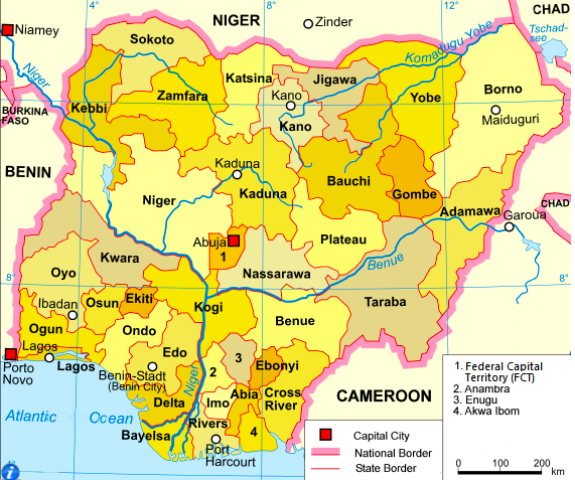 4°
NIGER
Zinder
12°
CHAD
Niamey
Sokoto
Komadugu Yobe
Tschad-
see
Niger
Katsina
Jigawa
Kebbi
Zamfara
Kano
Kano
Yobe
Borno
Maiduguri
BURKINA
FASO
BENIN
Kaduna
Kaduna
Bauchi
Gombe
Niger
Adamawa
CHAD
Garoua
Abuja
1
Plateau
Kwara
Nassarawa
Benue
8°
8°
Oyo
Taraba
Ibadan
Osun
Ekiti
Kogi
Benue
Ogun
Ondo
Lagos
Lagos
Porto
Novo
Edo
Benin-Stadt
(Benin City)
2
3
Ebonyi
Niger
Delta
Imo
Abia
Cross
River
Atlantic Ocean
Bayelsa
Rivers
4
Port
Harcourt
CAMEROON
1. Federal Capital
Territory (FCT)
2. Anambra
3. Enugu
4. Akwa Ibom
Capital City
National Border
State Border
0 100 200
km
i